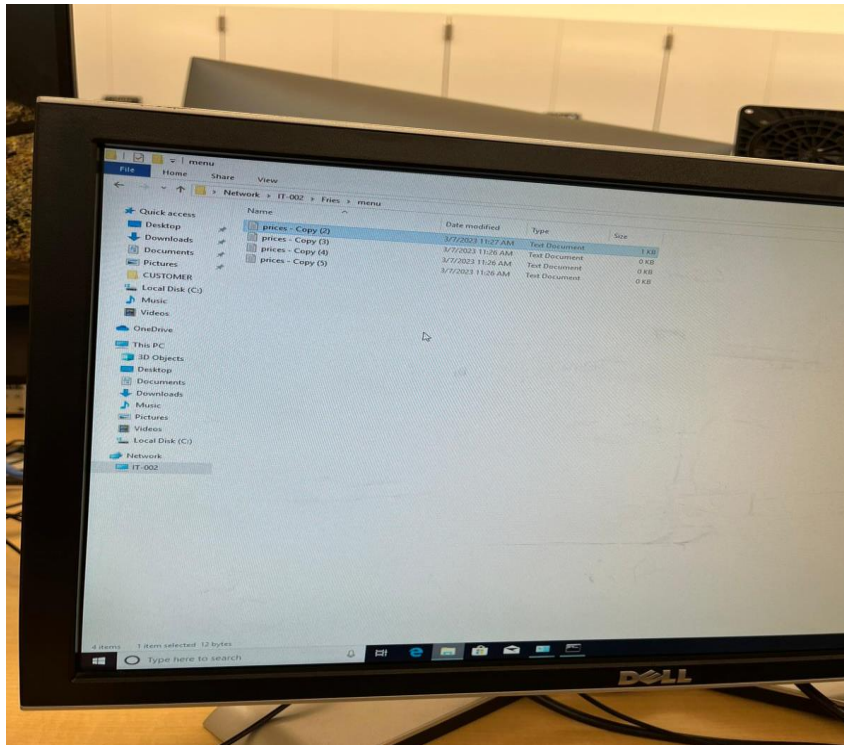 menu
File Home Share View
Network > IT-002 > Fries > menu
Name Date modified Type Size
prices - Copy (2) 3/7/2023 11:27 AM Text Document 1 KB
prices - Copy (3) 3/7/2023 11:26 AM Text Document 0 KB
prices - Copy (4) 3/7/2023 11:26 AM Text Document 0 KB
prices - Copy (5) 3/7/2023 11:26 AM Text Document 0 KB
Quick access
Desktop
Downloads
Documents
Pictures
CUSTOMER
Local Disk (C:)
Music
Videos
OneDrive
This PC
3D Objects
Desktop
Documents
Downloads
Music
Pictures
Videos
Local Disk (C:)
Network
IT-002
4 items 1 item selected 12 bytes
Type here to search
DELL